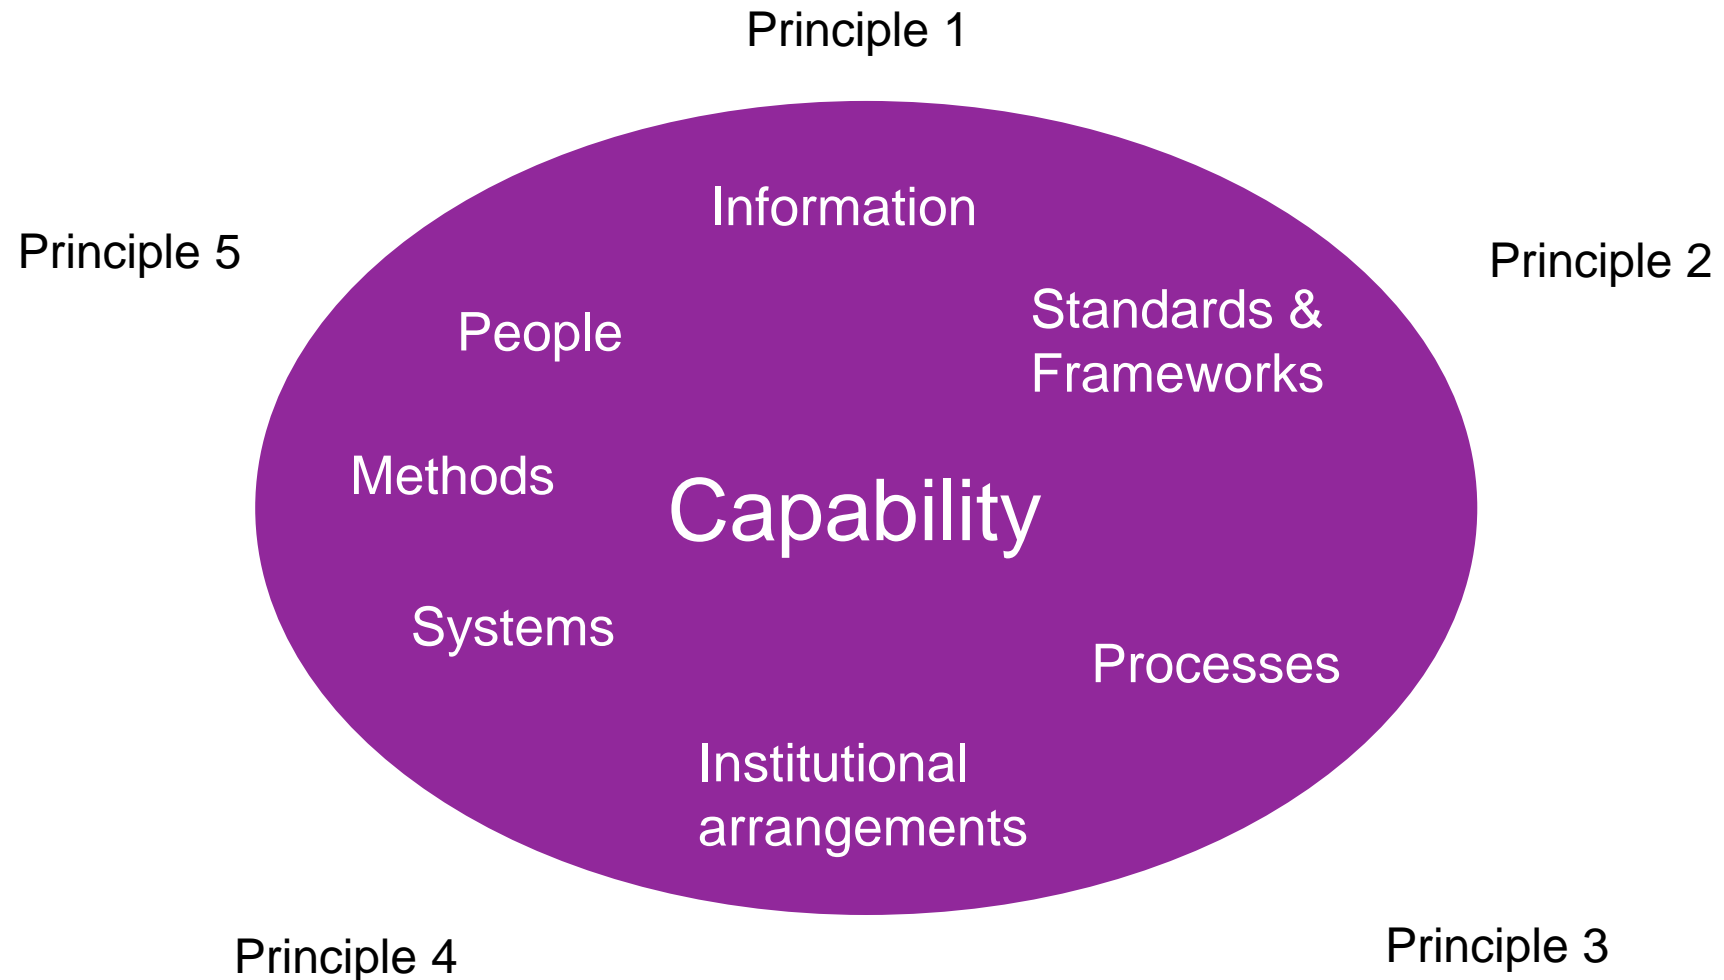 Principle 1
Information
Principle 5
Principle 2
Standards &
Frameworks
People
Methods
Capability
Systems
Processes
Institutional
arrangements
Principle 4
Principle 3